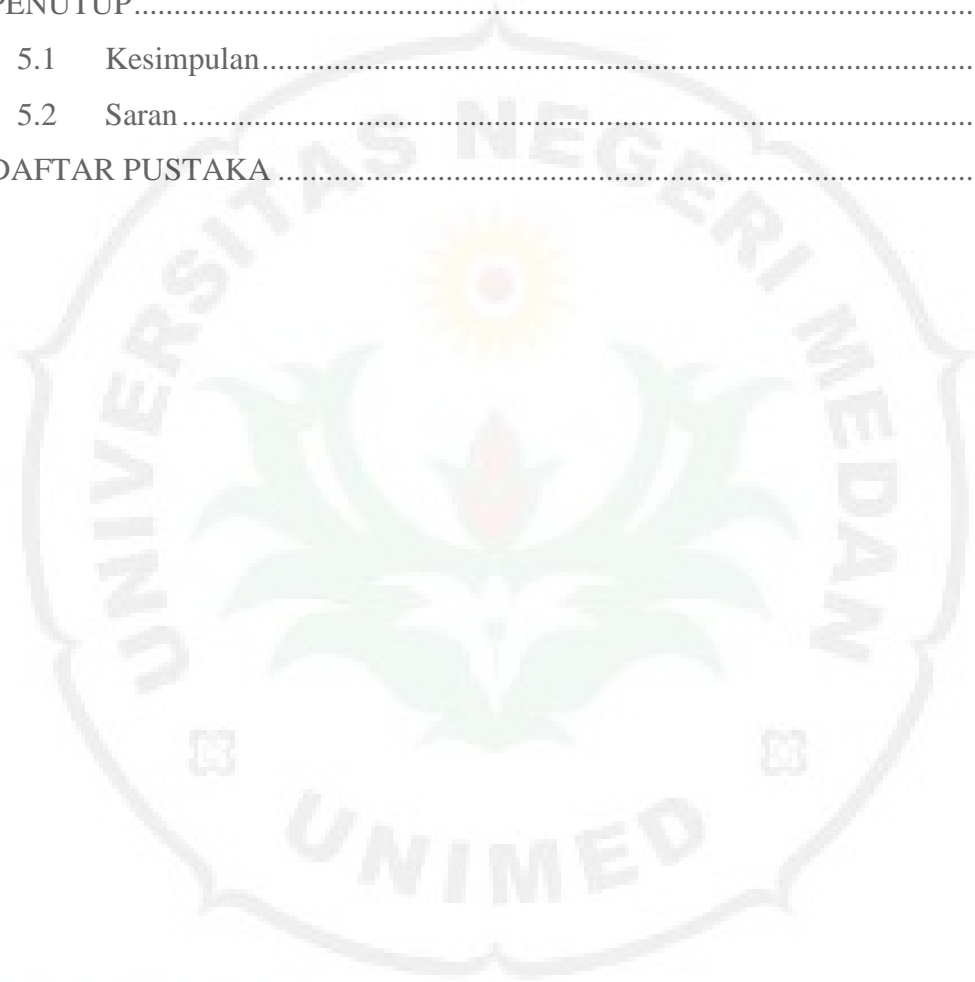 PENUTUP....................................................................................................
5.1 Kesimpulan....................................................................................................
5.2 Saran....................................................................................................
DAFTAR PUSTAKA....................................................................................................
UNIVERSITAS NEGERI MEDAN
UNIMED